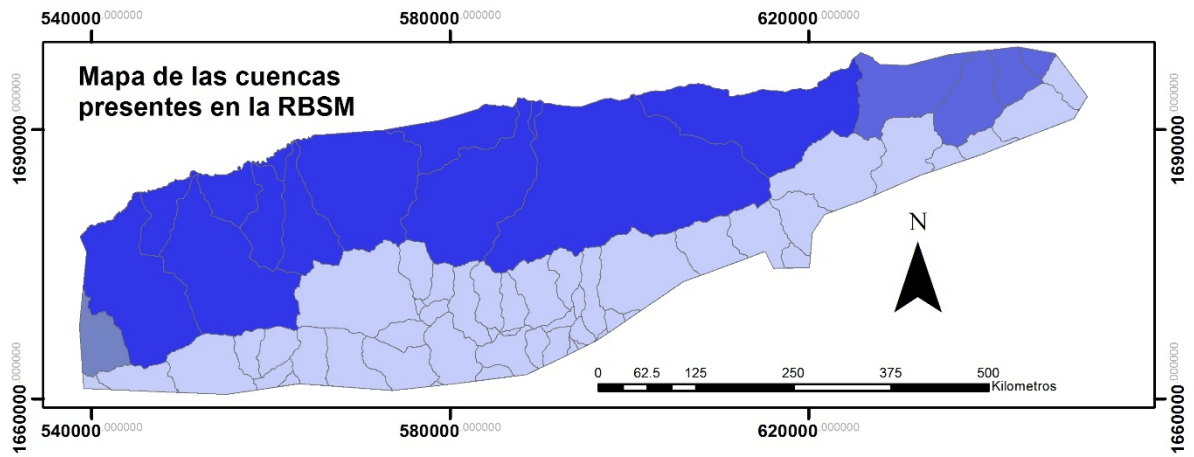 540000.000000 580000.000000 620000.000000
Mapa de las cuencas
presentes en la RBSM
1690000.000000 1690000.000000
N
0 62.5 125 250 375 500
Kilometros
1660000.000000 1660000.000000
540000.000000 580000.000000 620000.000000